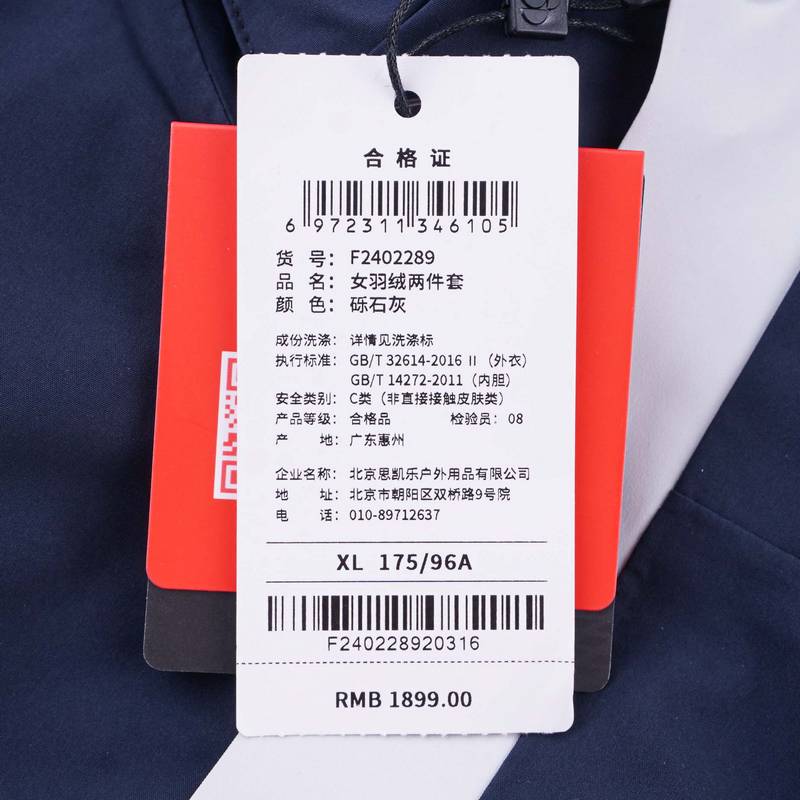 合格证
6 972311 346105
货 号： F2402289
品 名： 女羽绒两件套
颜 色： 砾石灰
成份洗涤： 详情见洗涤标
执行标准： GB/T 32614-2016 II（外衣）
GB/T 14272-2011（内胆）
安全类别： C类（非直接接触皮肤类）
产品等级： 合格品 检验员：08
产 地： 广东惠州
企业名称： 北京思凯乐户外用品有限公司
地 址： 北京市朝阳区双桥路9号院
电 话： 010-89712637
XL 175/96A
F240228920316
RMB 1899.00